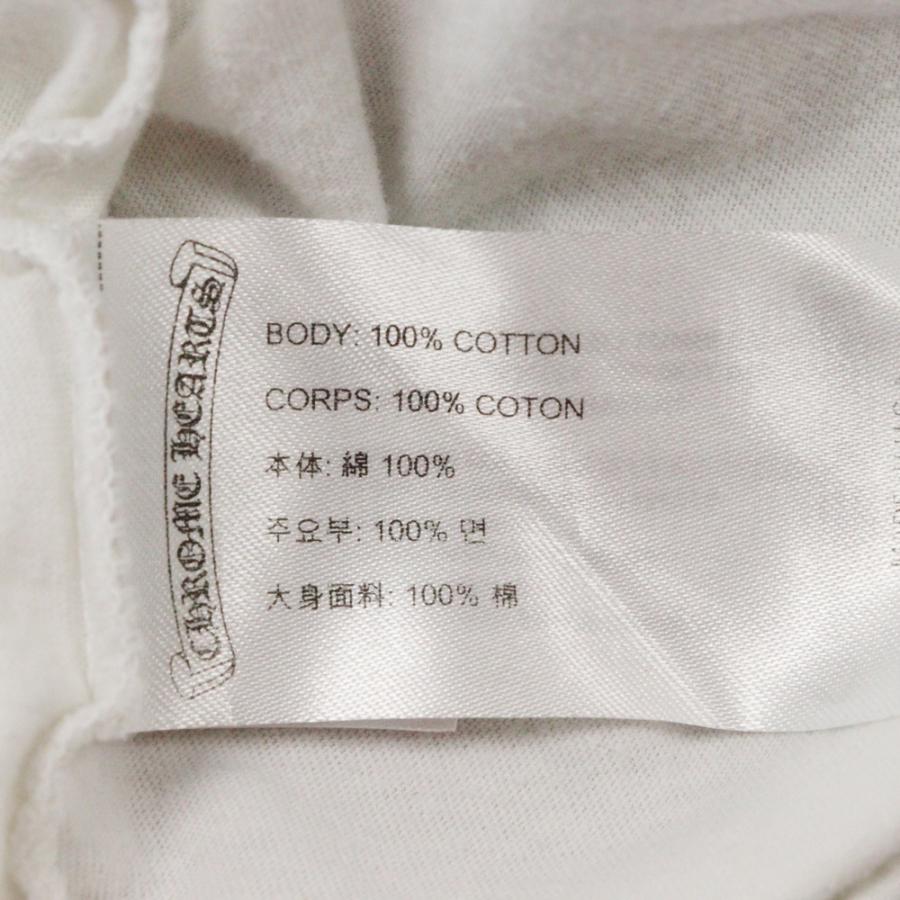 CHROME HEARTS
BODY: 100% COTTON
CORPS: 100% COTON
本体: 綿 100%
주요부: 100% 면
大身面料: 100% 棉